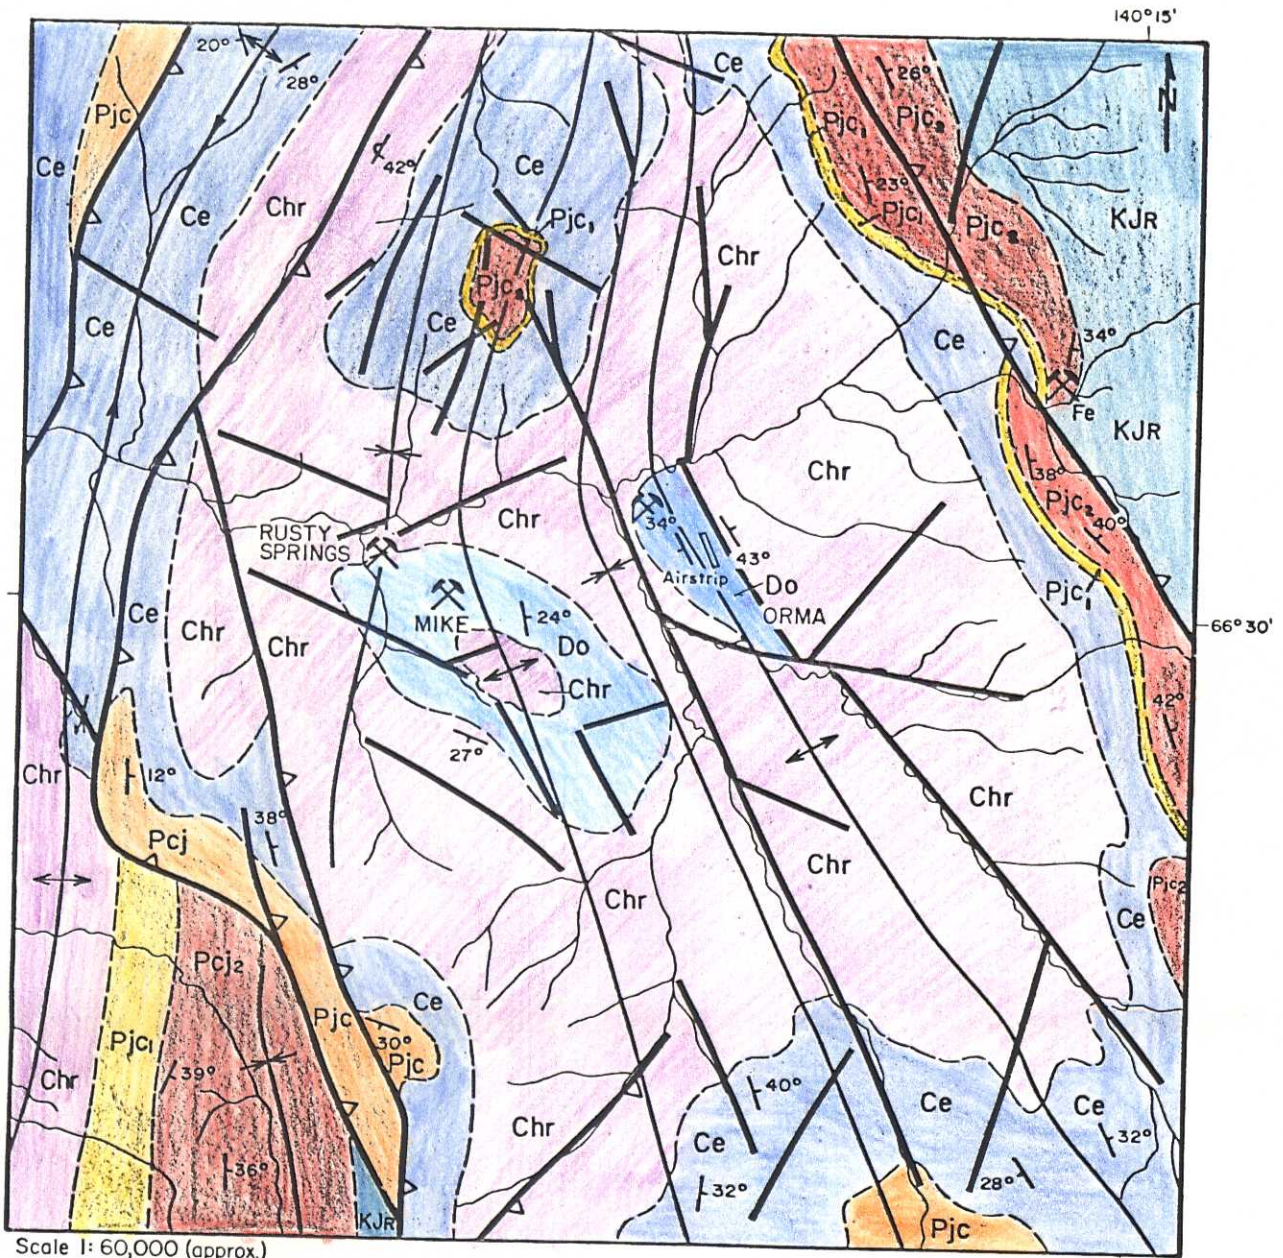 140°15'
20°
28°
Ce
26°
N
Pjc
Pjc₁
Pjc₂
42°
Ce
Ce
Ce
Chr
23°
Pjc₁
Pjc₂
KJR
Pjc₁
Chr
Pjc
Ce
Ce
Ce
34°
Fe
KJR
Chr
38°
Pjc₂
40°
RUSTY
SPRINGS
Chr
34°
43°
Airstrip
Do
ORMA
Pjc₁
66°30'
Ce
Chr
Chr
MIKE
24°
Do
Chr
42°
27°
Chr
12°
Chr
38°
Pcj
Chr
Pjc2
Chr
Ce
Pcj2
Ce
Pjc
30°
Pjc
Pjc₁
Chr
39°
40°
Ce
Ce
Chr
Ce
32°
36°
32°
28°
KJR
Pjc
Scale 1:60,000 (approx.)